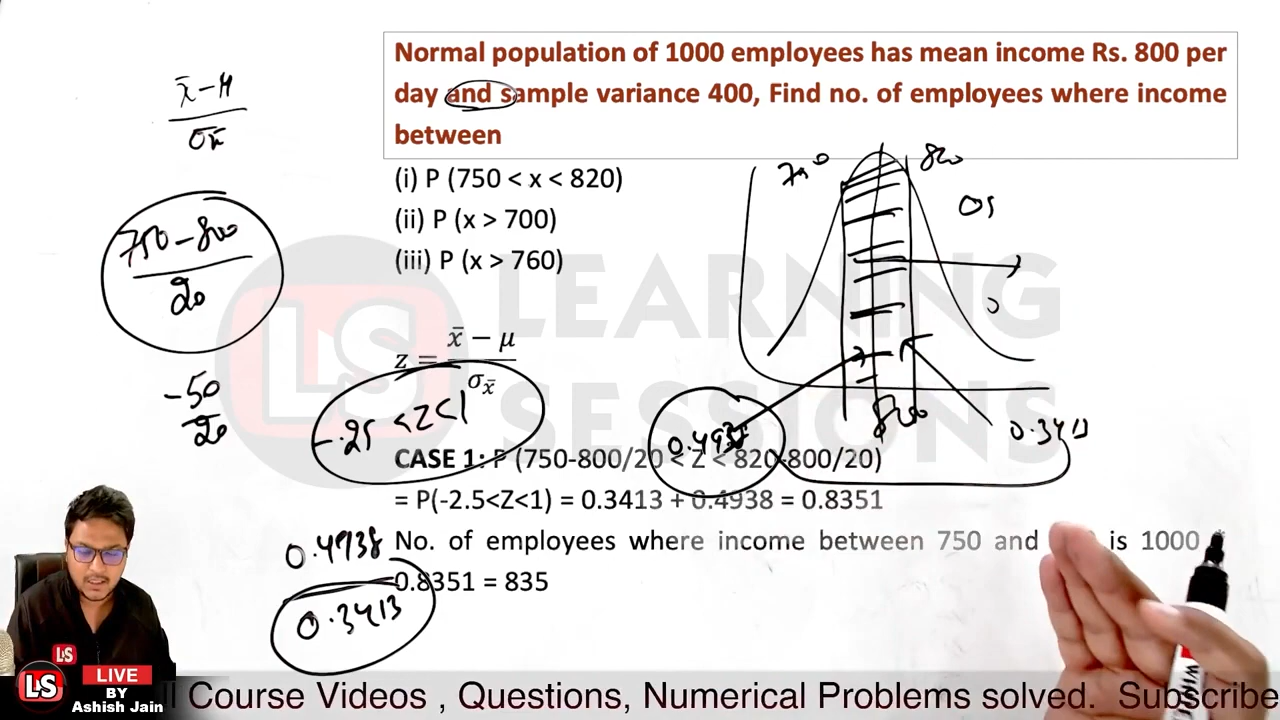 Normal population of 1000 employees has mean income Rs. 800 per
day and sample variance 400, Find no. of employees where income
between
(i) P (750 < x < 820)
(ii) P (x > 700)
(iii) P (x > 760)
z = x̄ − μ / σx̄
CASE 1: P (750-800/20 < Z < 820-800/20)
= P(-2.5<Z<1) = 0.3413 + 0.4938 = 0.8351
No. of employees where income between 750 and is 1000 *
0.8351 = 835
x̄ − μ
σx̄
750 − 800
20
-50
20
-.25 <Z<1
0.4938
0.3413
820
800
0.4938
0.3413
LEARNING
SESSIONS
LS
L&S
LS
LIVE
BY
Ashish Jain
Course Videos , Questions, Numerical Problems solved. Subscribe